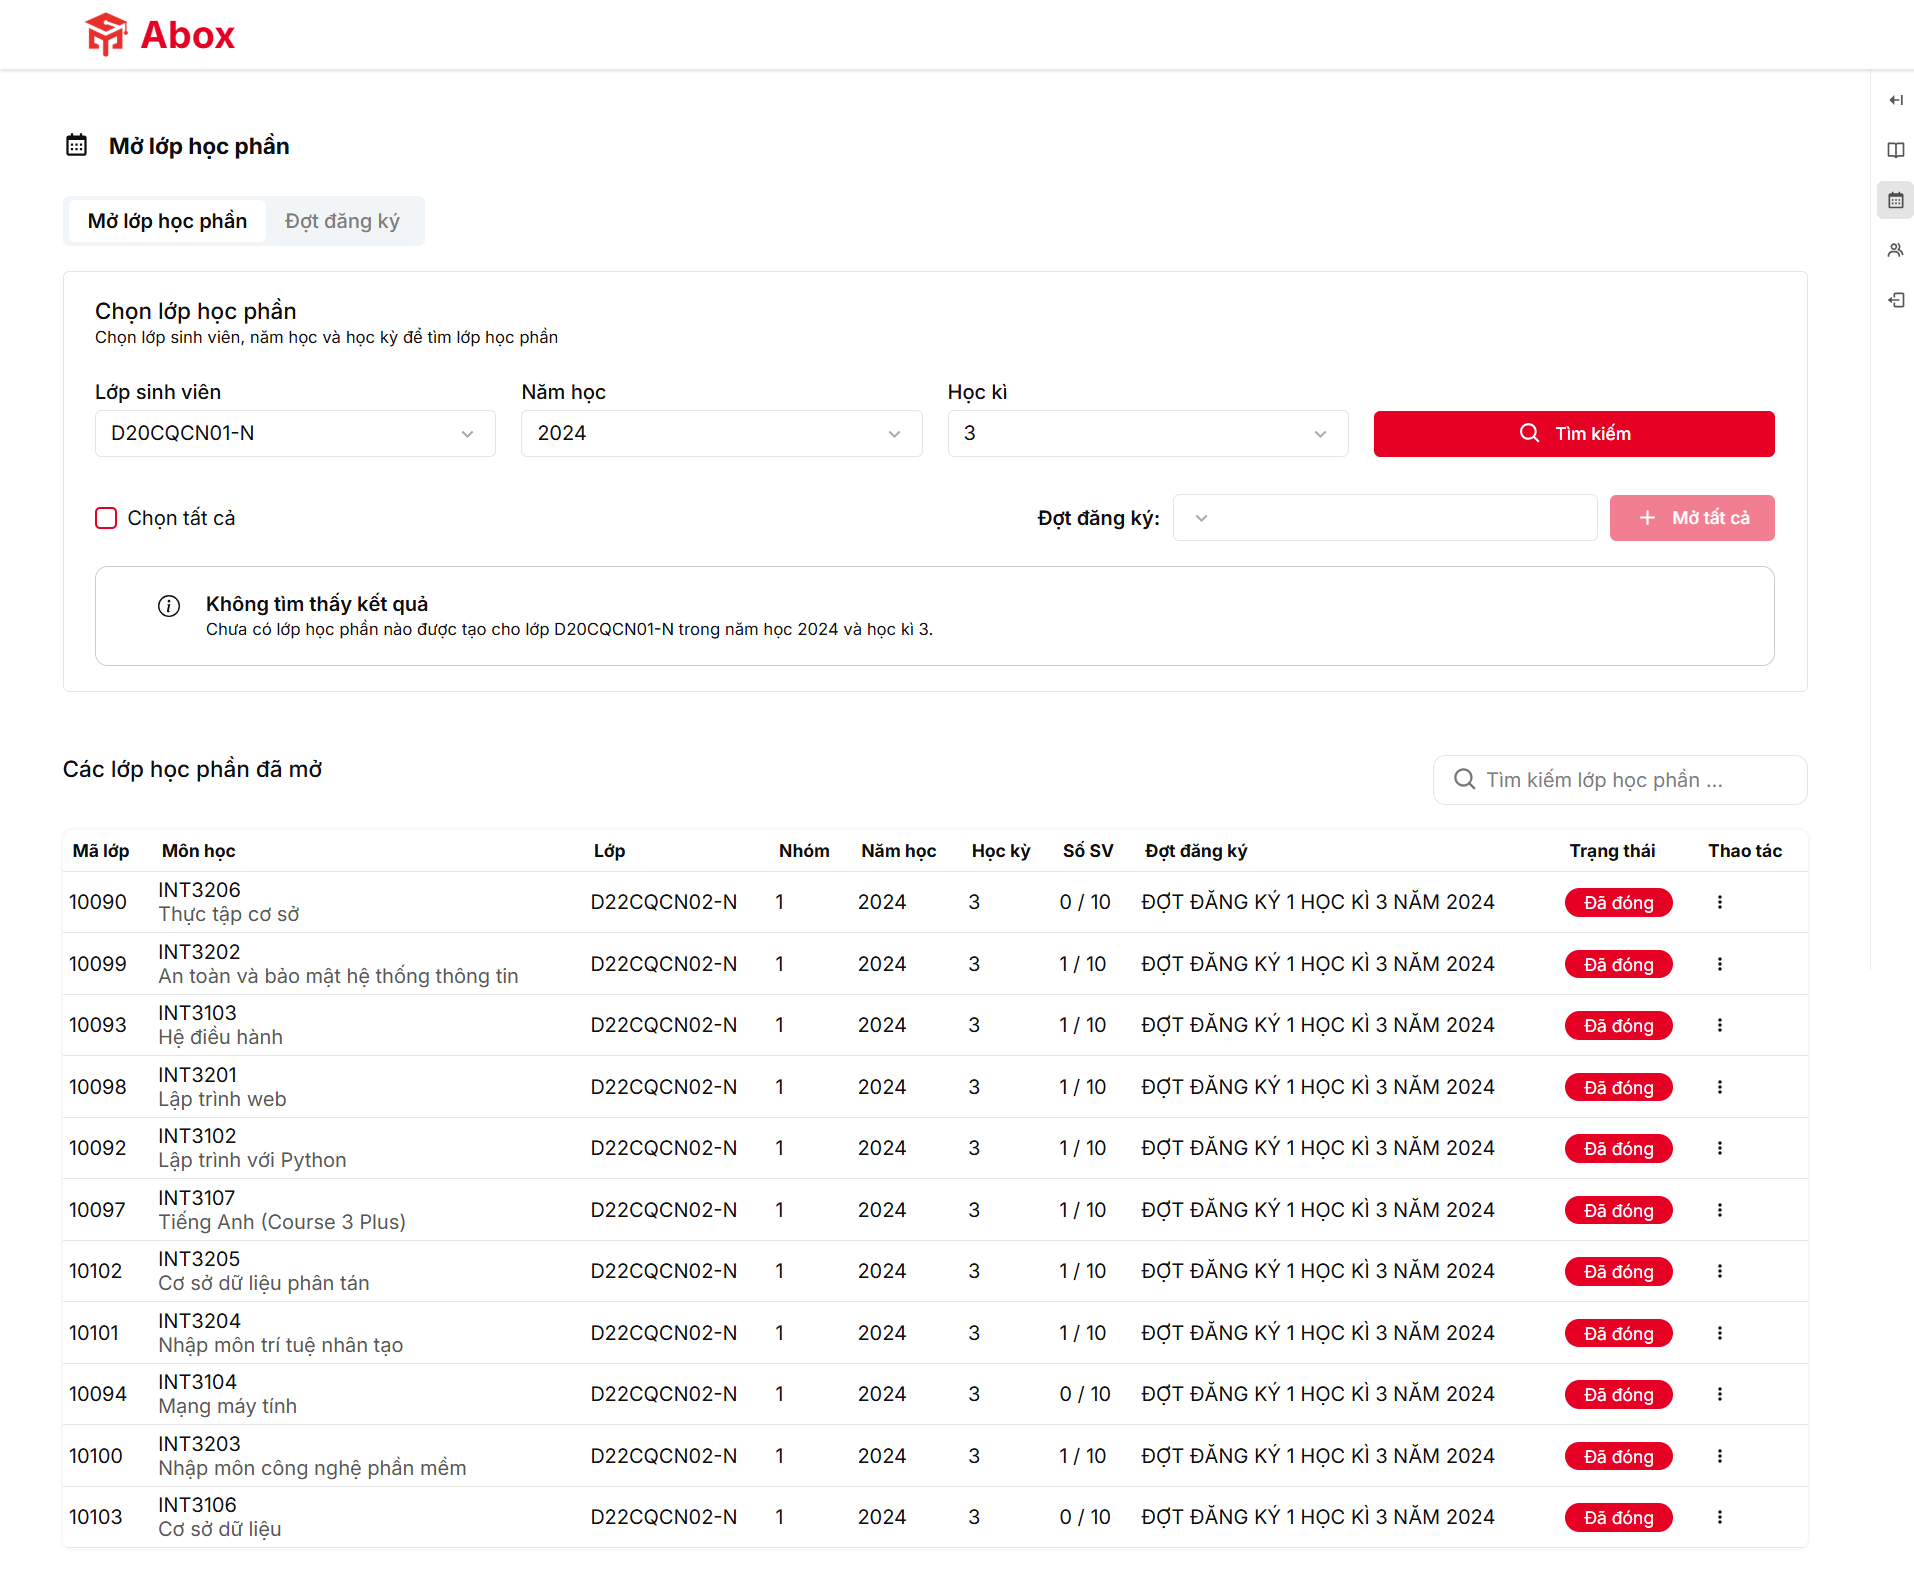 Abox
Mở lớp học phần
Mở lớp học phần Đợt đăng ký
Chọn lớp học phần
Chọn lớp sinh viên, năm học và học kỳ để tìm lớp học phần
Lớp sinh viên Năm học Học kì
D20CQCN01-N 2024 3 Tìm kiếm
Chọn tất cả Đợt đăng ký: Mở tất cả
Không tìm thấy kết quả
Chưa có lớp học phần nào được tạo cho lớp D20CQCN01-N trong năm học 2024 và học kì 3.
Các lớp học phần đã mở
Tìm kiếm lớp học phần ...
Mã lớp Môn học Lớp Nhóm Năm học Học kỳ Số SV Đợt đăng ký Trạng thái Thao tác
10090 INT3206 D22CQCN02-N 1 2024 3 0 / 10 ĐỢT ĐĂNG KÝ 1 HỌC KÌ 3 NĂM 2024 Đã đóng
Thực tập cơ sở
10099 INT3202 D22CQCN02-N 1 2024 3 1 / 10 ĐỢT ĐĂNG KÝ 1 HỌC KÌ 3 NĂM 2024 Đã đóng
An toàn và bảo mật hệ thống thông tin
10093 INT3103 D22CQCN02-N 1 2024 3 1 / 10 ĐỢT ĐĂNG KÝ 1 HỌC KÌ 3 NĂM 2024 Đã đóng
Hệ điều hành
10098 INT3201 D22CQCN02-N 1 2024 3 1 / 10 ĐỢT ĐĂNG KÝ 1 HỌC KÌ 3 NĂM 2024 Đã đóng
Lập trình web
10092 INT3102 D22CQCN02-N 1 2024 3 1 / 10 ĐỢT ĐĂNG KÝ 1 HỌC KÌ 3 NĂM 2024 Đã đóng
Lập trình với Python
10097 INT3107 D22CQCN02-N 1 2024 3 1 / 10 ĐỢT ĐĂNG KÝ 1 HỌC KÌ 3 NĂM 2024 Đã đóng
Tiếng Anh (Course 3 Plus)
10102 INT3205 D22CQCN02-N 1 2024 3 1 / 10 ĐỢT ĐĂNG KÝ 1 HỌC KÌ 3 NĂM 2024 Đã đóng
Cơ sở dữ liệu phân tán
10101 INT3204 D22CQCN02-N 1 2024 3 1 / 10 ĐỢT ĐĂNG KÝ 1 HỌC KÌ 3 NĂM 2024 Đã đóng
Nhập môn trí tuệ nhân tạo
10094 INT3104 D22CQCN02-N 1 2024 3 0 / 10 ĐỢT ĐĂNG KÝ 1 HỌC KÌ 3 NĂM 2024 Đã đóng
Mạng máy tính
10100 INT3203 D22CQCN02-N 1 2024 3 1 / 10 ĐỢT ĐĂNG KÝ 1 HỌC KÌ 3 NĂM 2024 Đã đóng
Nhập môn công nghệ phần mềm
10103 INT3106 D22CQCN02-N 1 2024 3 0 / 10 ĐỢT ĐĂNG KÝ 1 HỌC KÌ 3 NĂM 2024 Đã đóng
Cơ sở dữ liệu